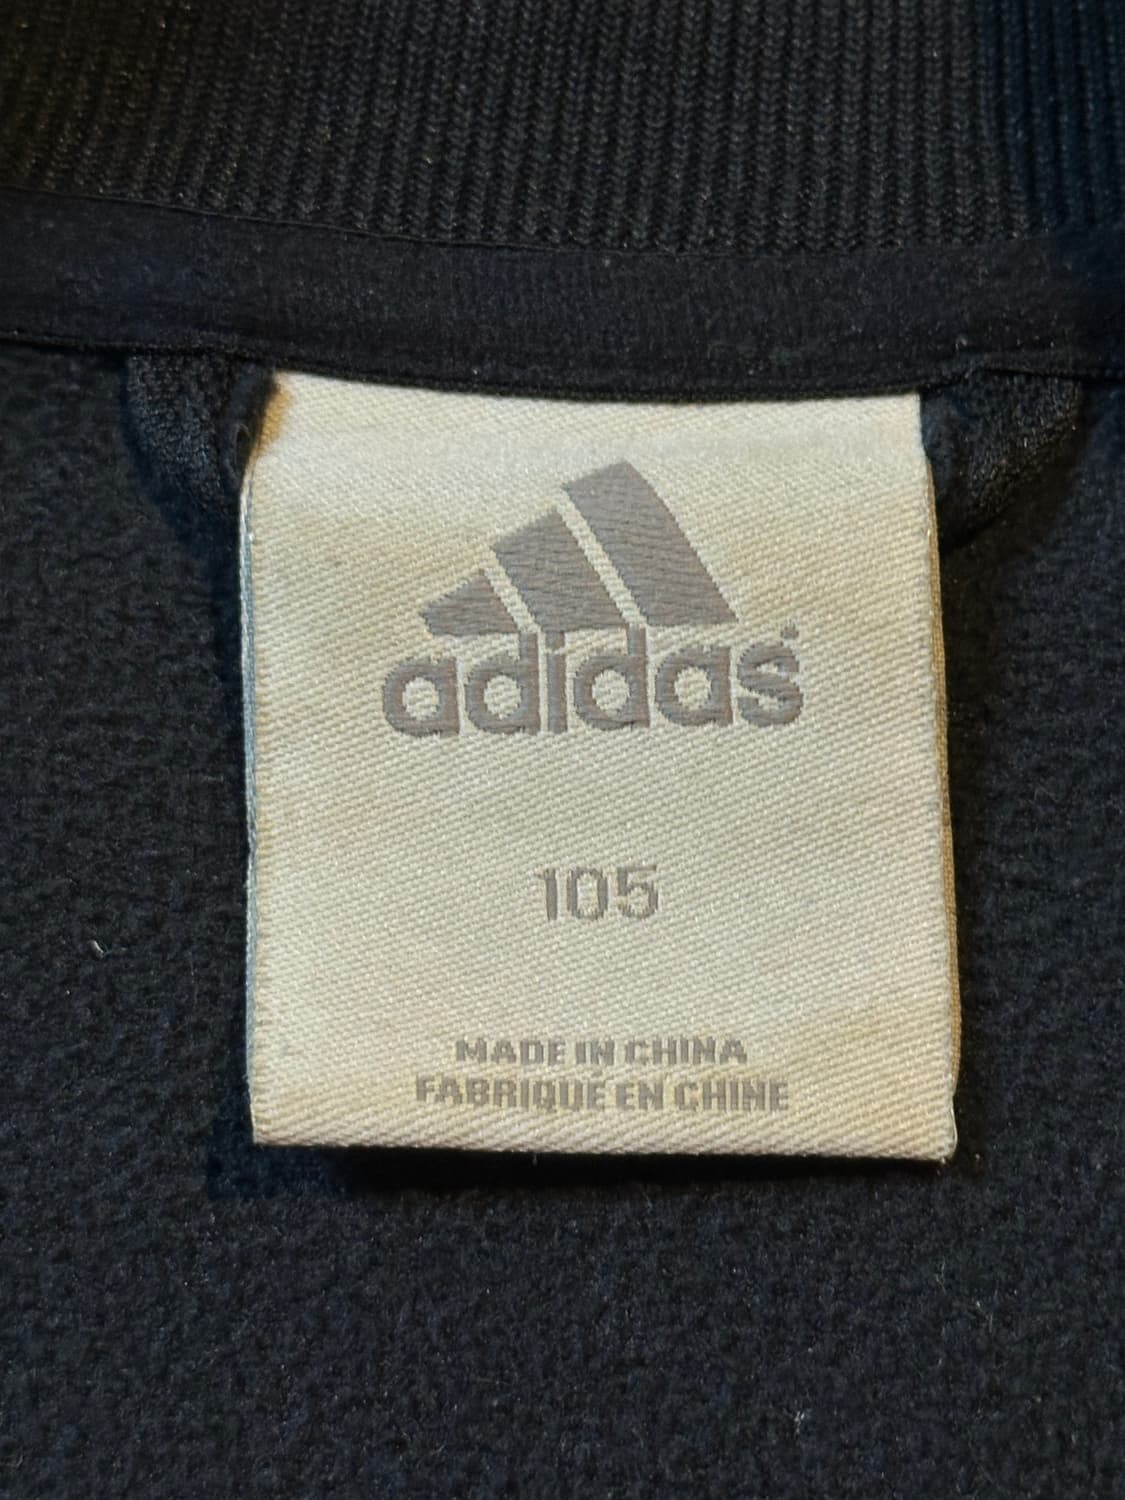 adidas®
105
MADE IN CHINA
FABRIQUÉ EN CHINE